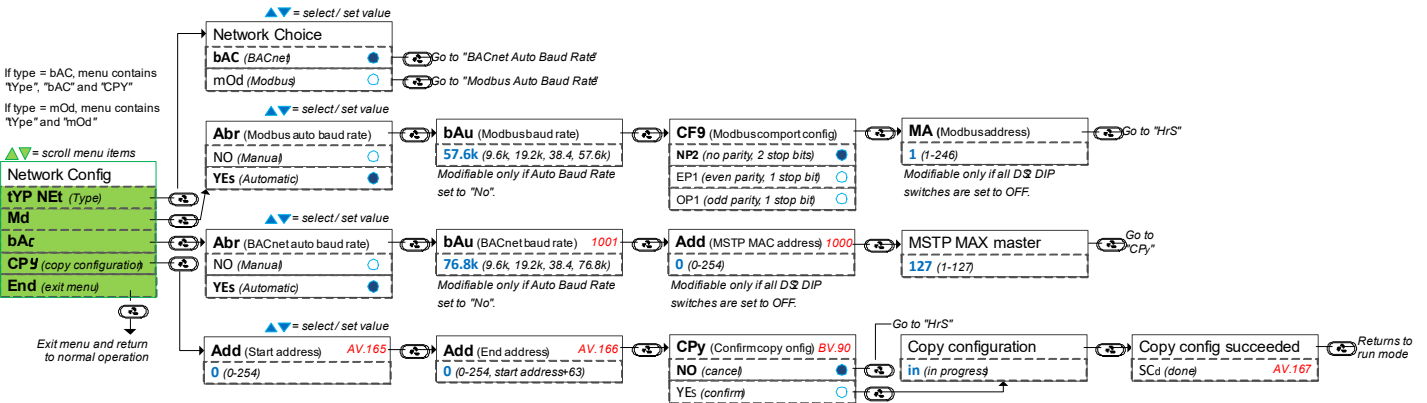 = select / set value
Network Choice
bAC (BACnet)
Go to "BACnet Auto Baud Rate"
mOd (Modbus)
Go to "Modbus Auto Baud Rate"
If type = bAC, menu contains
"tYpe", "bAC" and "CPY"
If type = mOd, menu contains
"tYpe" and "mOd"
= scroll menu items
Network Config
tYP NEt (Type)
Md
bAc
CPY (copy configuration)
End (exit menu)
Exit menu and return
to normal operation
= select / set value
Abr (Modbus auto baud rate)
NO (Manual)
YEs (Automatic)
bAu (Modbus baud rate)
57.6k (9.6k, 19.2k, 38.4, 57.6k)
Modifiable only if Auto Baud Rate
set to "No".
CF9 (Modbus comport config)
NP2 (no parity, 2 stop bits)
EP1 (even parity, 1 stop bit)
OP1 (odd parity, 1 stop bit)
MA (Modbus address)
1 (1-246)
Modifiable only if all DS2 DIP
switches are set to OFF.
Go to "HrS"
= select / set value
Abr (BACnet auto baud rate)
NO (Manual)
YEs (Automatic)
bAu (BACnet baud rate) 1001
76.8k (9.6k, 19.2k, 38.4, 76.8k)
Modifiable only if Auto Baud Rate
set to "No".
Add (MSTP MAC address) 1000
0 (0-254)
Modifiable only if all DS2 DIP
switches are set to OFF.
MSTP MAX master
127 (1-127)
Go to
"CPy"
= select / set value
Add (Start address) AV.165
0 (0-254)
Add (End address) AV.166
0 (0-254, start address+63)
CPy (Confirm copy onfig) BV.90
NO (cancel)
YEs (confirm)
Go to "HrS"
Copy configuration
in (in progress)
Copy config succeeded
SCd (done) AV.167
Returns to
run mode